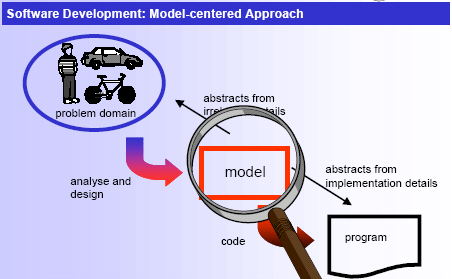 Software Development: Model-centered Approach
problem domain
abstracts from
details
analyse and
design
model
abstracts from
implementation details
code
program